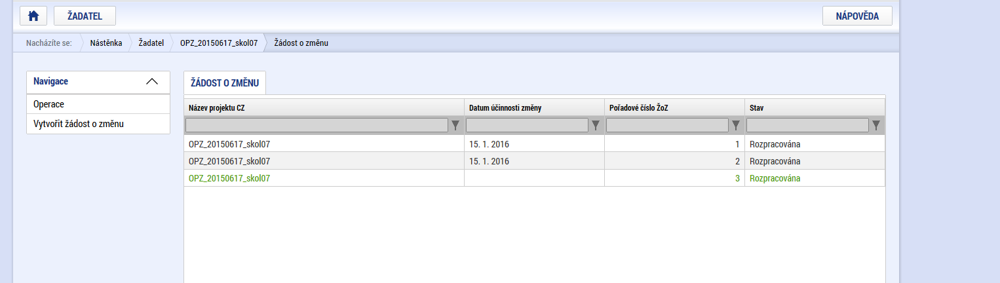 ŽADATEL
NÁPOVĚDA
Nacházíte se: Nástěnka Žadatel OPZ_20150617_skol07 Žádost o změnu
Navigace
Operace
Vytvořit žádost o změnu
ŽÁDOST O ZMĚNU
Název projektu CZ Datum účinnosti změny Pořadové číslo ŽoZ Stav
OPZ_20150617_skol07 15. 1. 2016 1 Rozpracována
OPZ_20150617_skol07 15. 1. 2016 2 Rozpracována
OPZ_20150617_skol07 3 Rozpracována